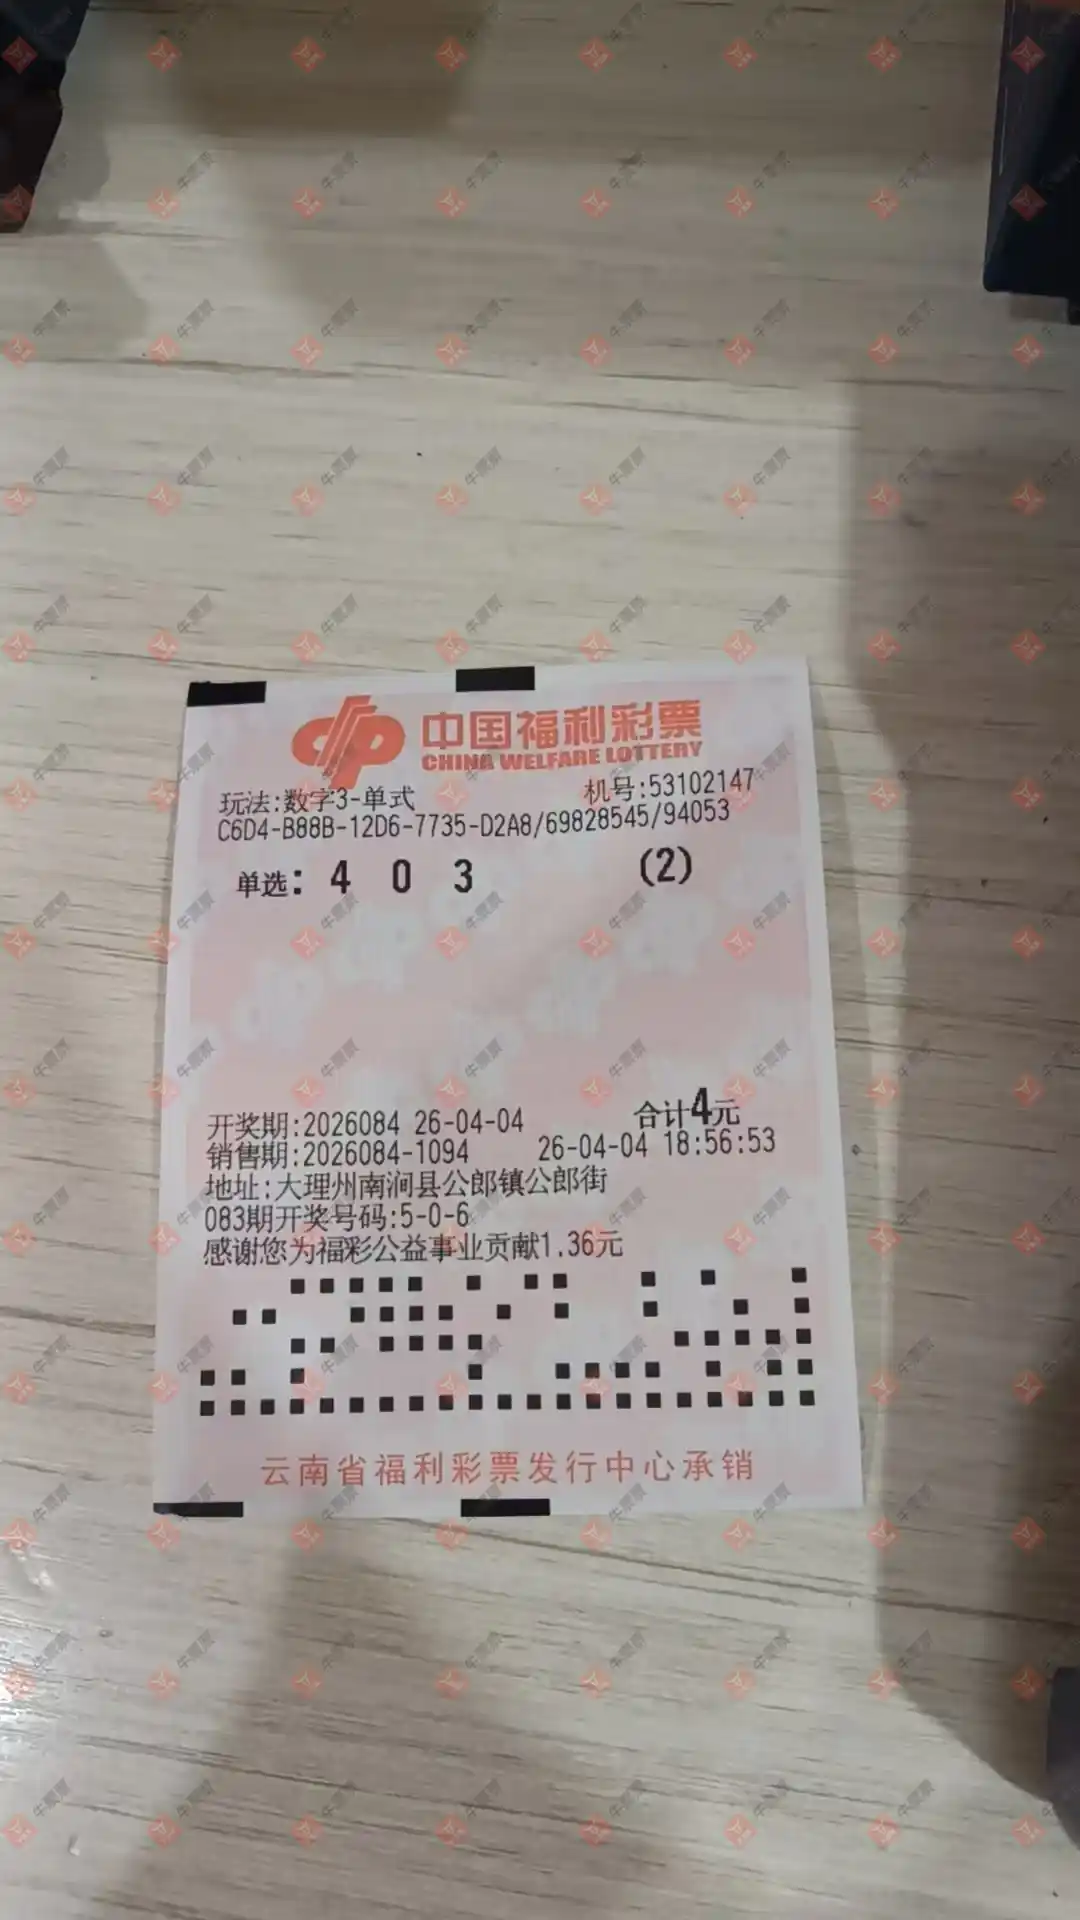 中国福利彩票
CHINA WELFARE LOTTERY
玩法:数字3-单式 机号:53102147
C6D4-B88B-12D6-7735-D2A8/69828545/94053
单选: 4 0 3 (2)
开奖期:2026084 26-04-04 合计4元
销售期:2026084-1094 26-04-04 18:56:53
地址:大理州南涧县公郎镇公郎街
083期开奖号码:5-0-6
感谢您为福彩公益事业贡献1.36元
云南省福利彩票发行中心承销